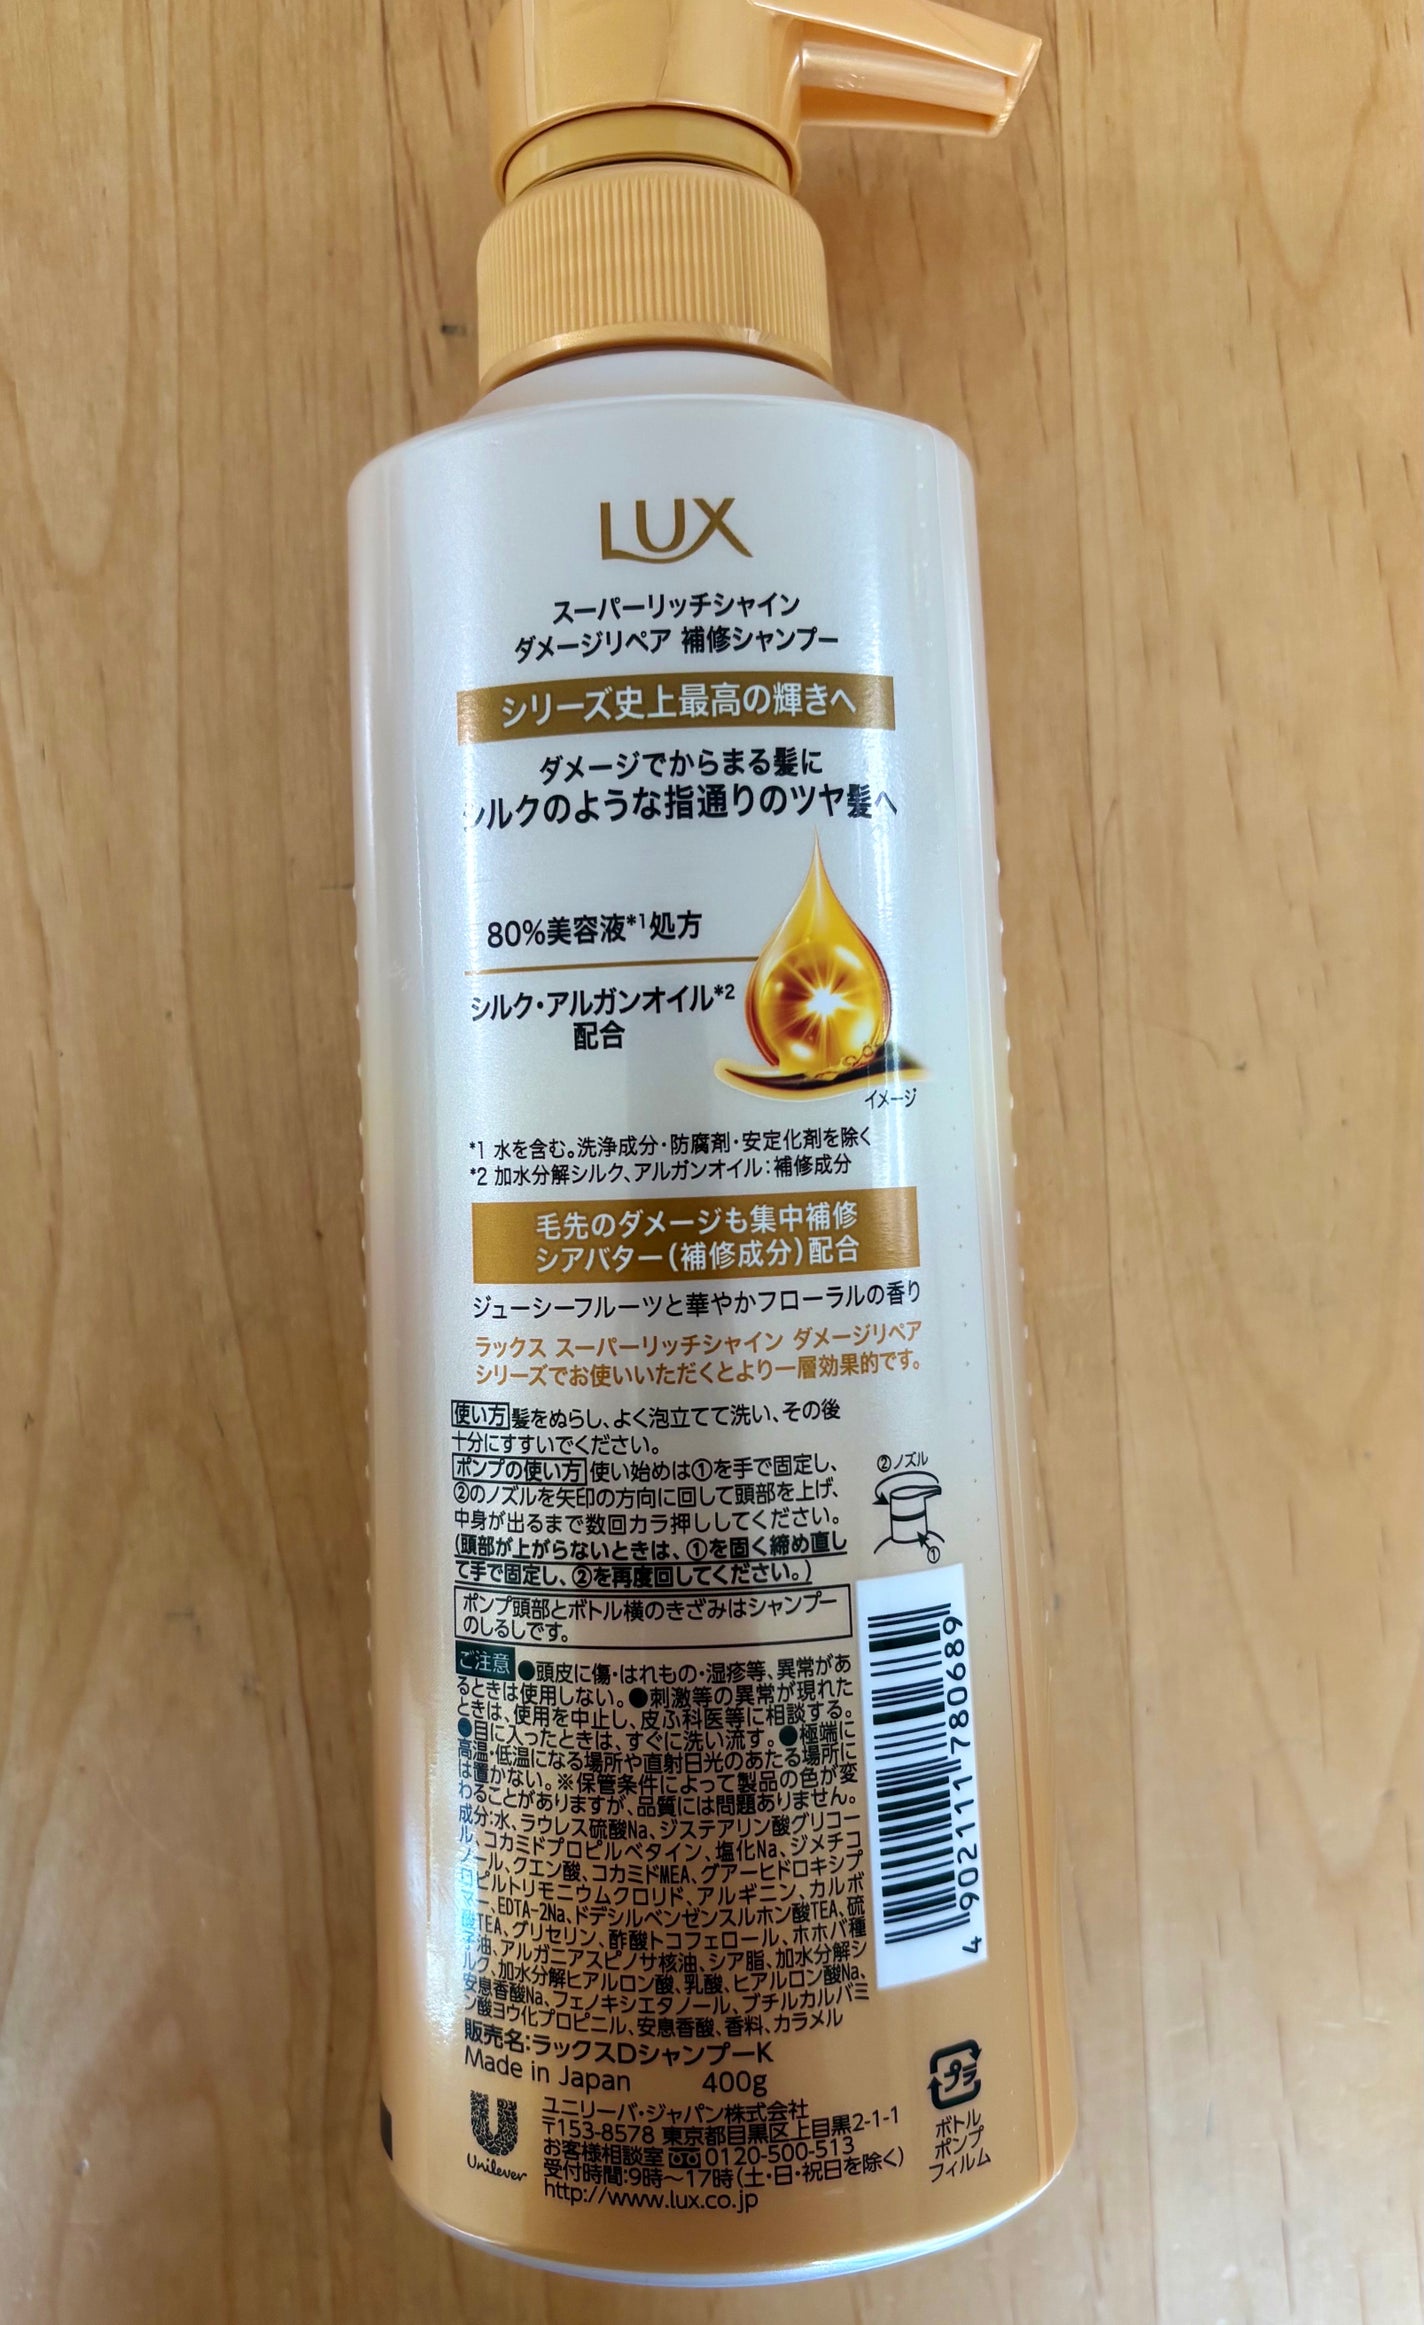 LUX
スーパーリッチシャイン
ダメージリペア 補修シャンプー
シリーズ史上最高の輝きへ
ダメージでからまる髪に
シルクのような指通りのツヤ髪へ
80%美容液*1処方
シルク・アルガンオイル*2
配合
イメージ
*1 水を含む。洗浄成分・防腐剤・安定化剤を除く
*2 加水分解シルク、アルガンオイル：補修成分
毛先のダメージも集中補修
シアバター(補修成分)配合
ジューシーフルーツと華やかフローラルの香り
ラックス スーパーリッチシャイン ダメージリペア
シリーズでお使いいただくとより一層効果的です。
使い方 髪をぬらし、よく泡立てて洗い、その後
十分にすすいでください。
ポンプの使い方 使い始めは①を手で固定し、
②のノズルを矢印の方向に回して頭部を上げ、
中身が出るまで数回カラ押ししてください。
(頭部が上がらないときは、①を固く締め直し
て手で固定し、②を再度回してください。)
②ノズル
①
ポンプ頭部とボトル横のきざみはシャンプー
のしるしです。
ご注意 ●頭皮に傷・はれもの・湿疹等、異常があ
るときは使用しない。●刺激等の異常が現れた
ときは、使用を中止し、皮ふ科医等に相談する。
●目に入ったときは、すぐに洗い流す。●極端に
高温・低温になる場所や直射日光のあたる場所に
は置かない。※保管条件によって製品の色が変
わることがありますが、品質には問題ありません。
成分:水、ラウレス硫酸Na、ジステアリン酸グリコー
ル、コカミドプロピルベタイン、塩化Na、ジメチコ
ノール、クエン酸、コカミドMEA、グアーヒドロキシプ
ロピルトリモニウムクロリド、アルギニン、カルボ
マー、EDTA-2Na、ドデシルベンゼンスルホン酸TEA、硫
酸TEA、グリセリン、酢酸トコフェロール、ホホバ種
子油、アルガニアスピノサ核油、シア脂、加水分解シ
ルク、加水分解ヒアルロン酸、乳酸、ヒアルロン酸Na、
安息香酸Na、フェノキシエタノール、ブチルカルバミ
ン酸ヨウ化プロピニル、安息香酸、香料、カラメル
販売名:ラックスDシャンプーK
Made in Japan 400g
Unilever
ユニリーバ・ジャパン株式会社
〒153-8578 東京都目黒区上目黒2-1-1
お客様相談室 0120-500-513
受付時間:9時～17時(土・日・祝日を除く)
http://www.lux.co.jp
4 902111 780689
プラ
ボトル
ポンプ
フィルム